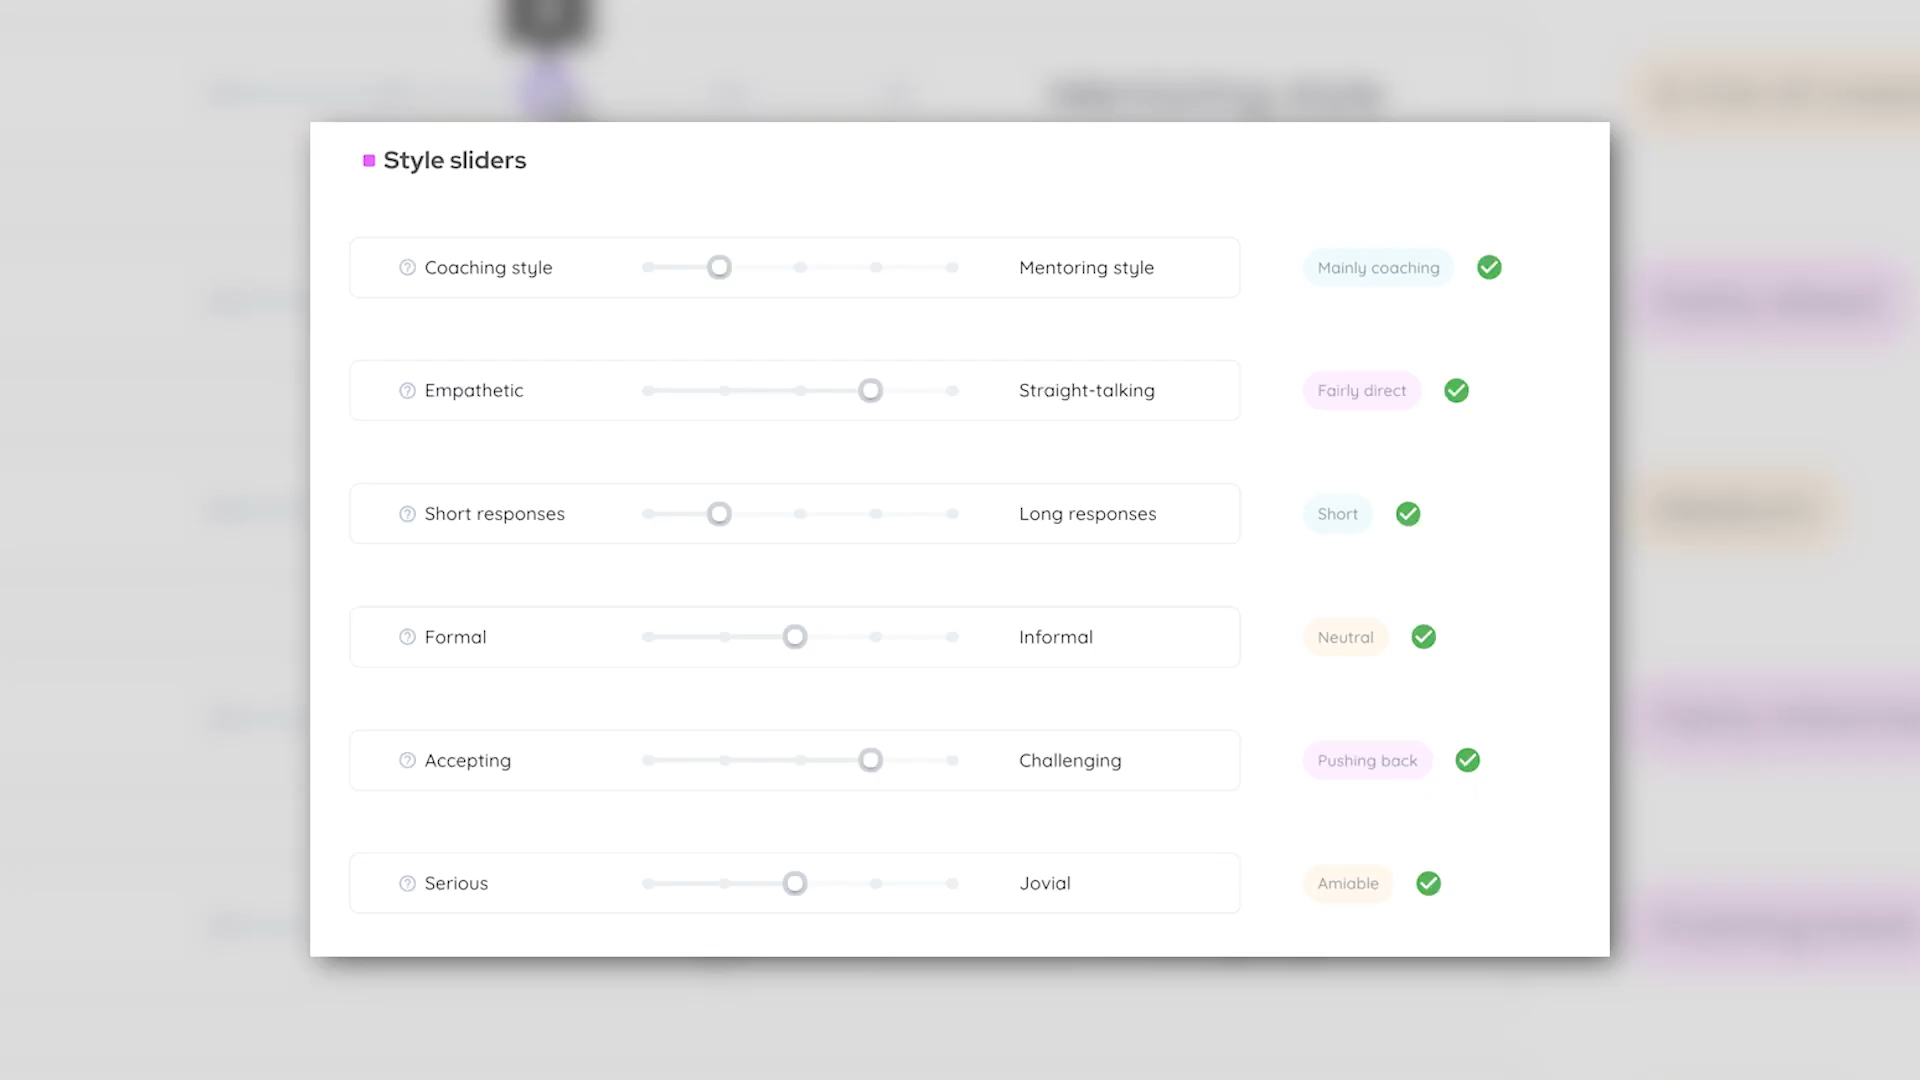 Style sliders
Coaching style Mentoring style Mainly coaching
Empathetic Straight-talking Fairly direct
Short responses Long responses Short
Formal Informal Neutral
Accepting Challenging Pushing back
Serious Jovial Amiable